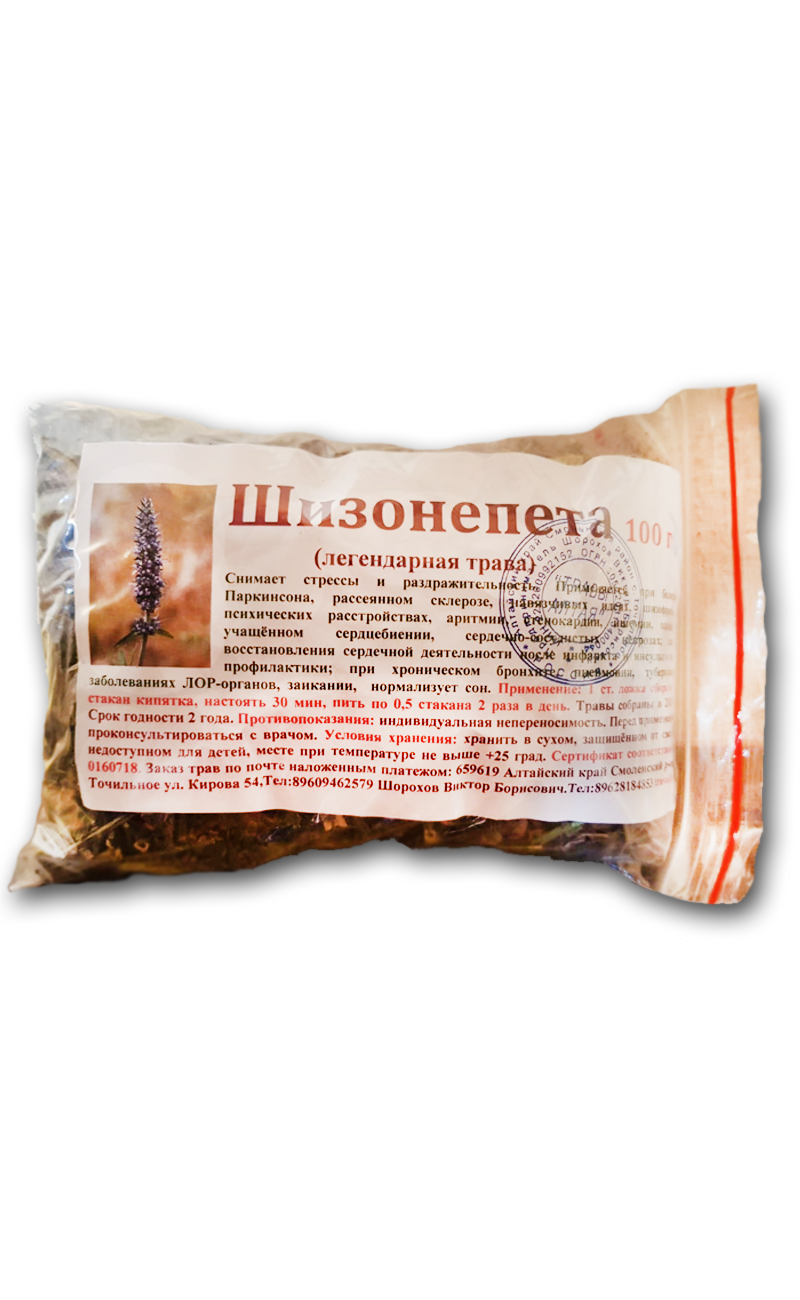 Шизонепета 100 г
(легендарная трава)
Снимает стрессы и раздражительность. Применяется при
Паркинсона, рассеянном склерозе, навязчивых идеях,
психических расстройствах, аритмии, стенокардии,
учащённом сердцебиении, сердечно-сосудистых
восстановления сердечной деятельности после инфаркта и
профилактики; при хроническом бронхите, пневмонии,
заболеваниях ЛОР-органов, заикании, нормализует сон. Применение: 1 ст. ложка
стакан кипятка, настоять 30 мин, пить по 0,5 стакана 2 раза в день. Травы собраны в
Срок годности 2 года. Противопоказания: индивидуальная непереносимость. Перед
проконсультироваться с врачом. Условия хранения: хранить в сухом, защищённом от
недоступном для детей, месте при температуре не выше +25 град. Сертификат
0160718. Заказ трав по почте наложенным платежом: 659619 Алтайский край Смоленский
Точильное ул. Кирова 54,Тел:89609462579 Шорохов Виктор Борисович.Тел: